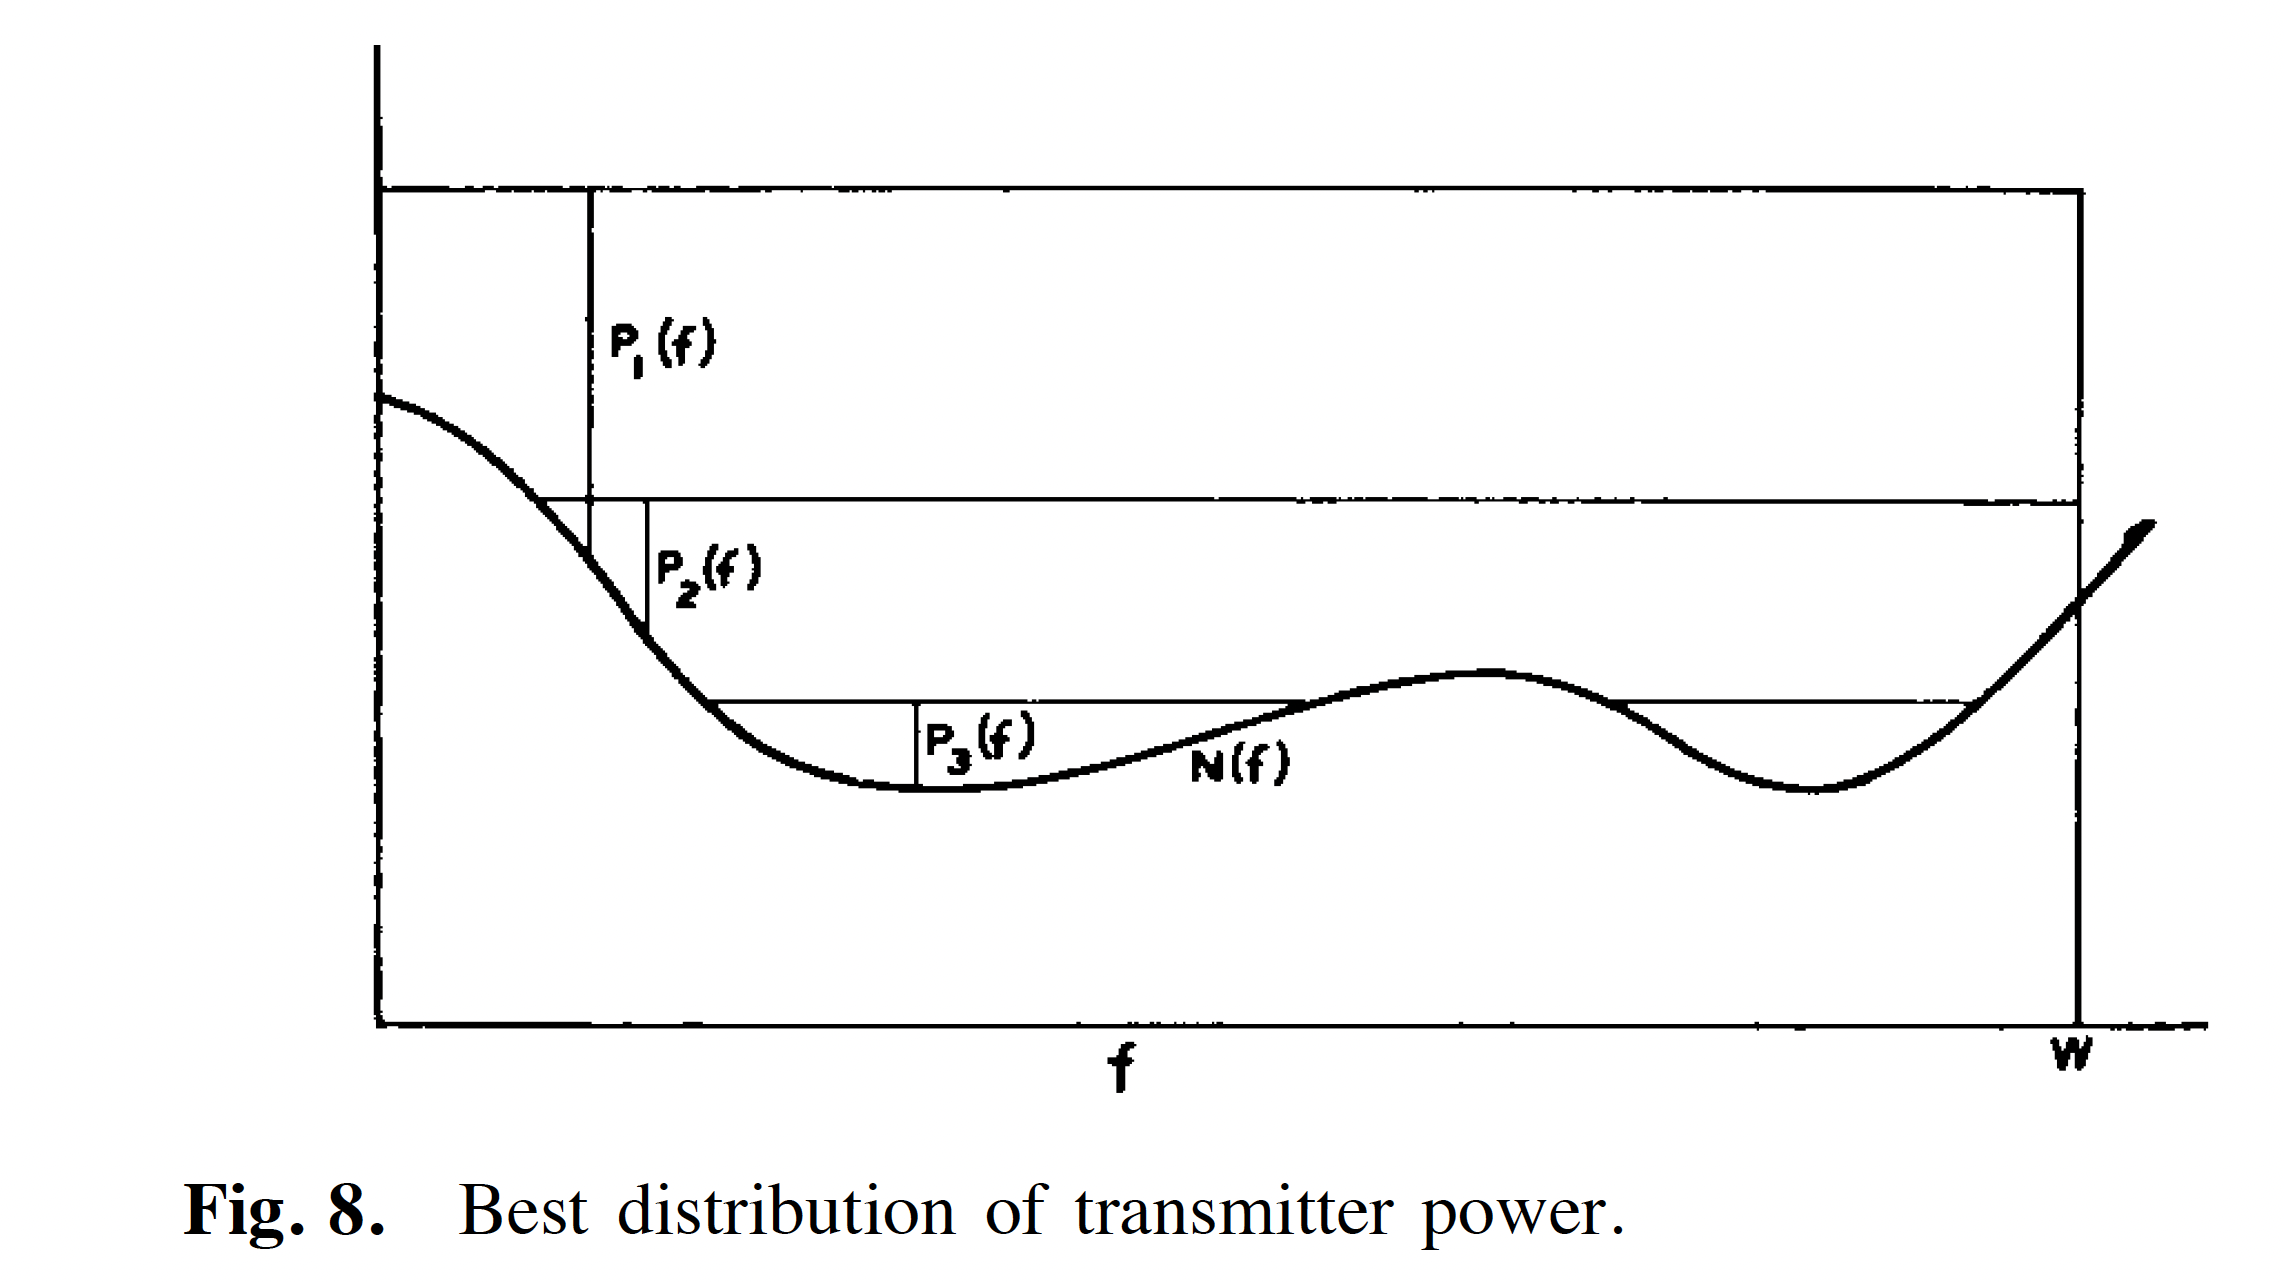 P₁(f)
P₂(f)
P₃(f)
N(f)
f
W
Fig. 8. Best distribution of transmitter power.